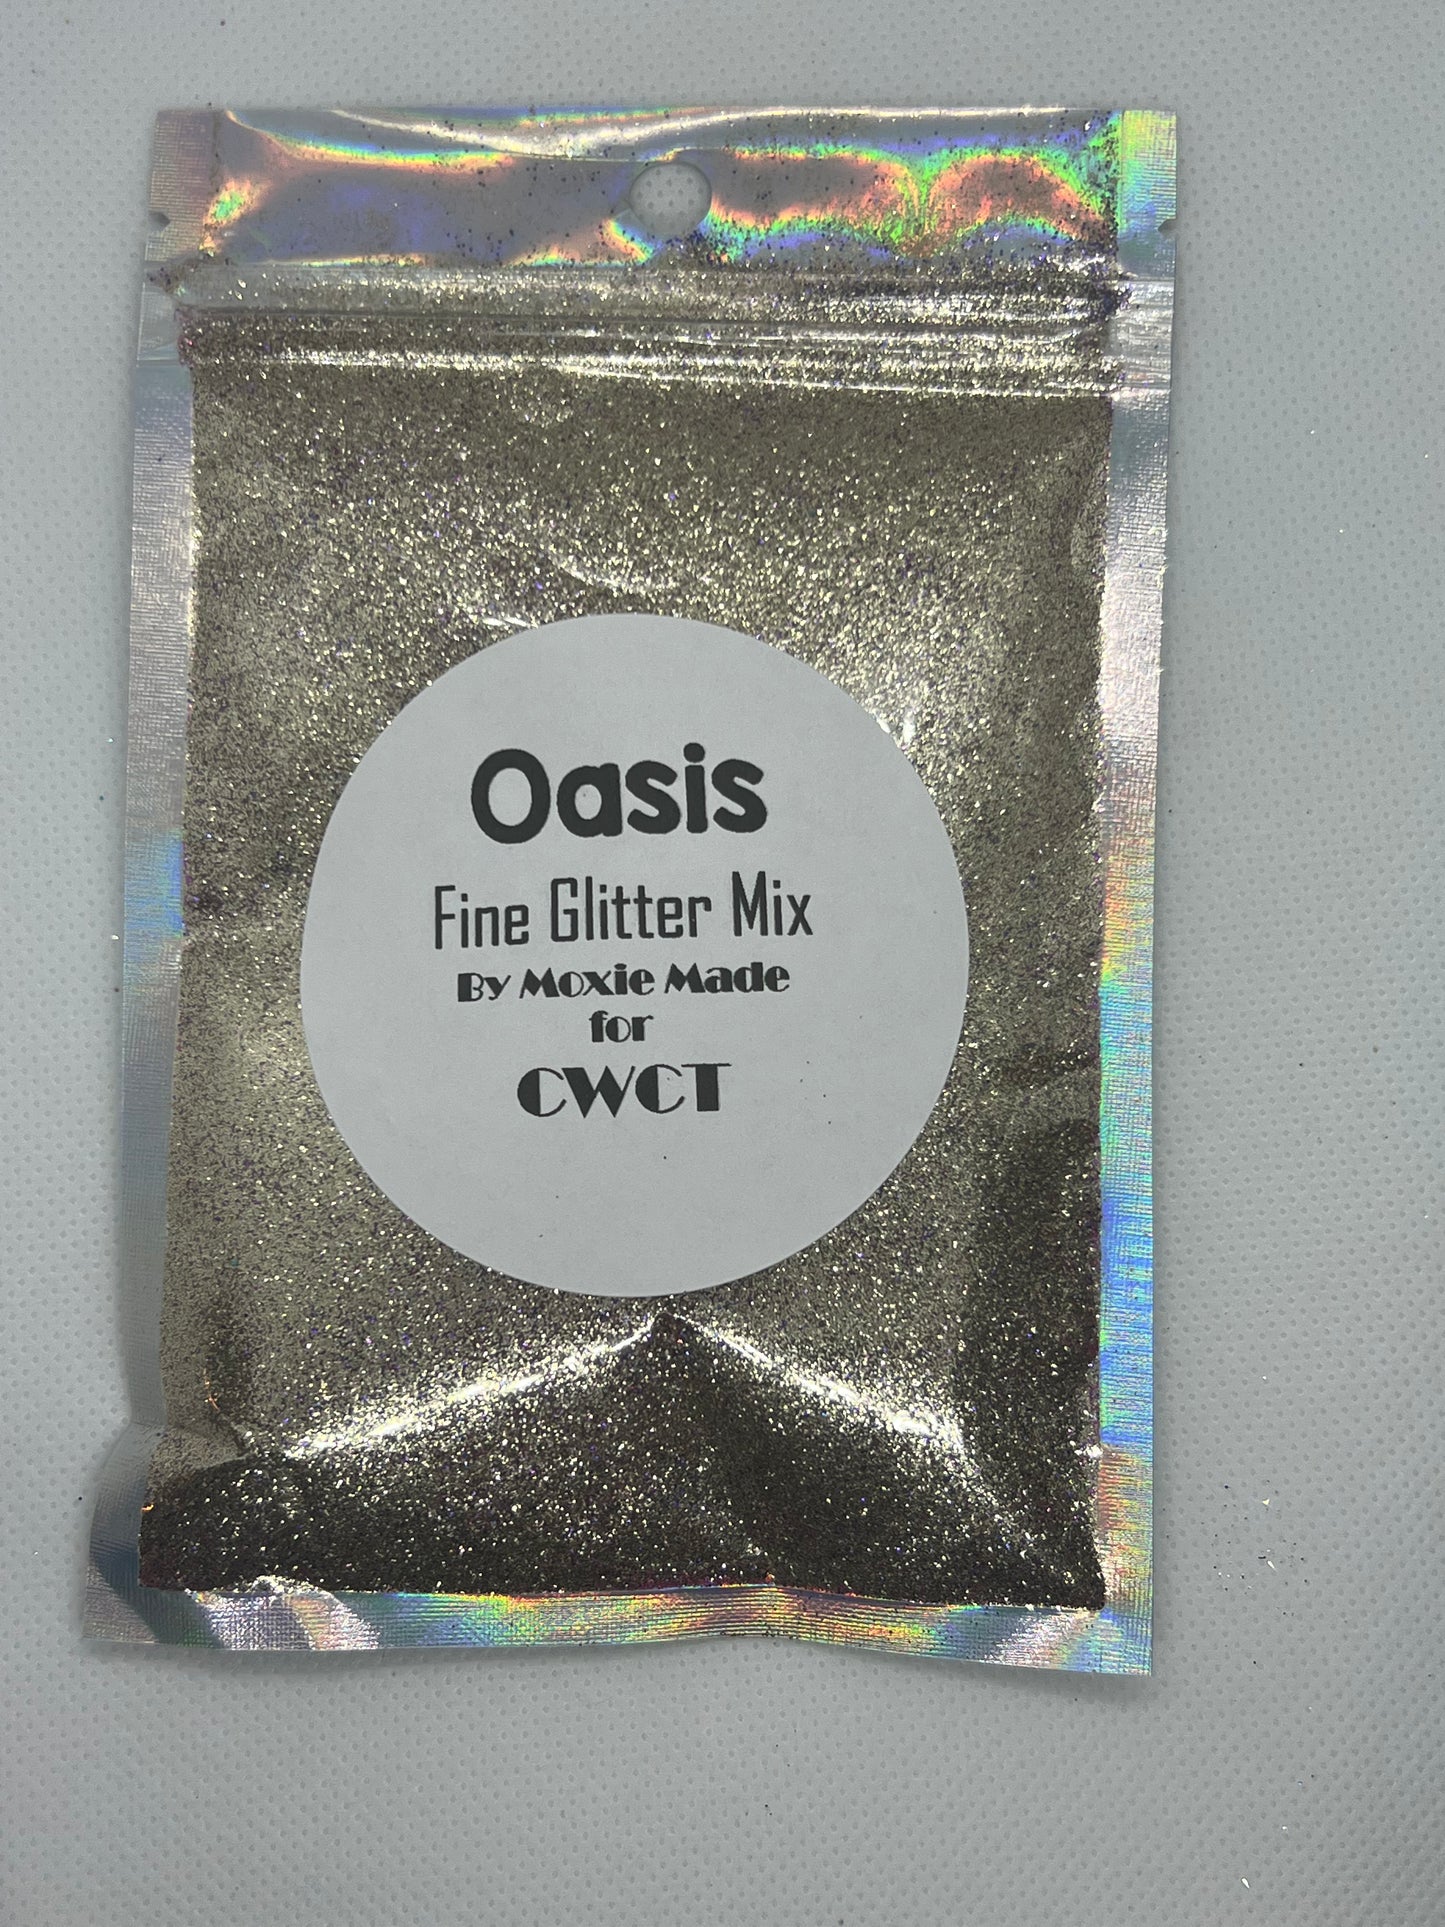 Oasis
Fine Glitter Mix
By Moxie Made
for
CWCT